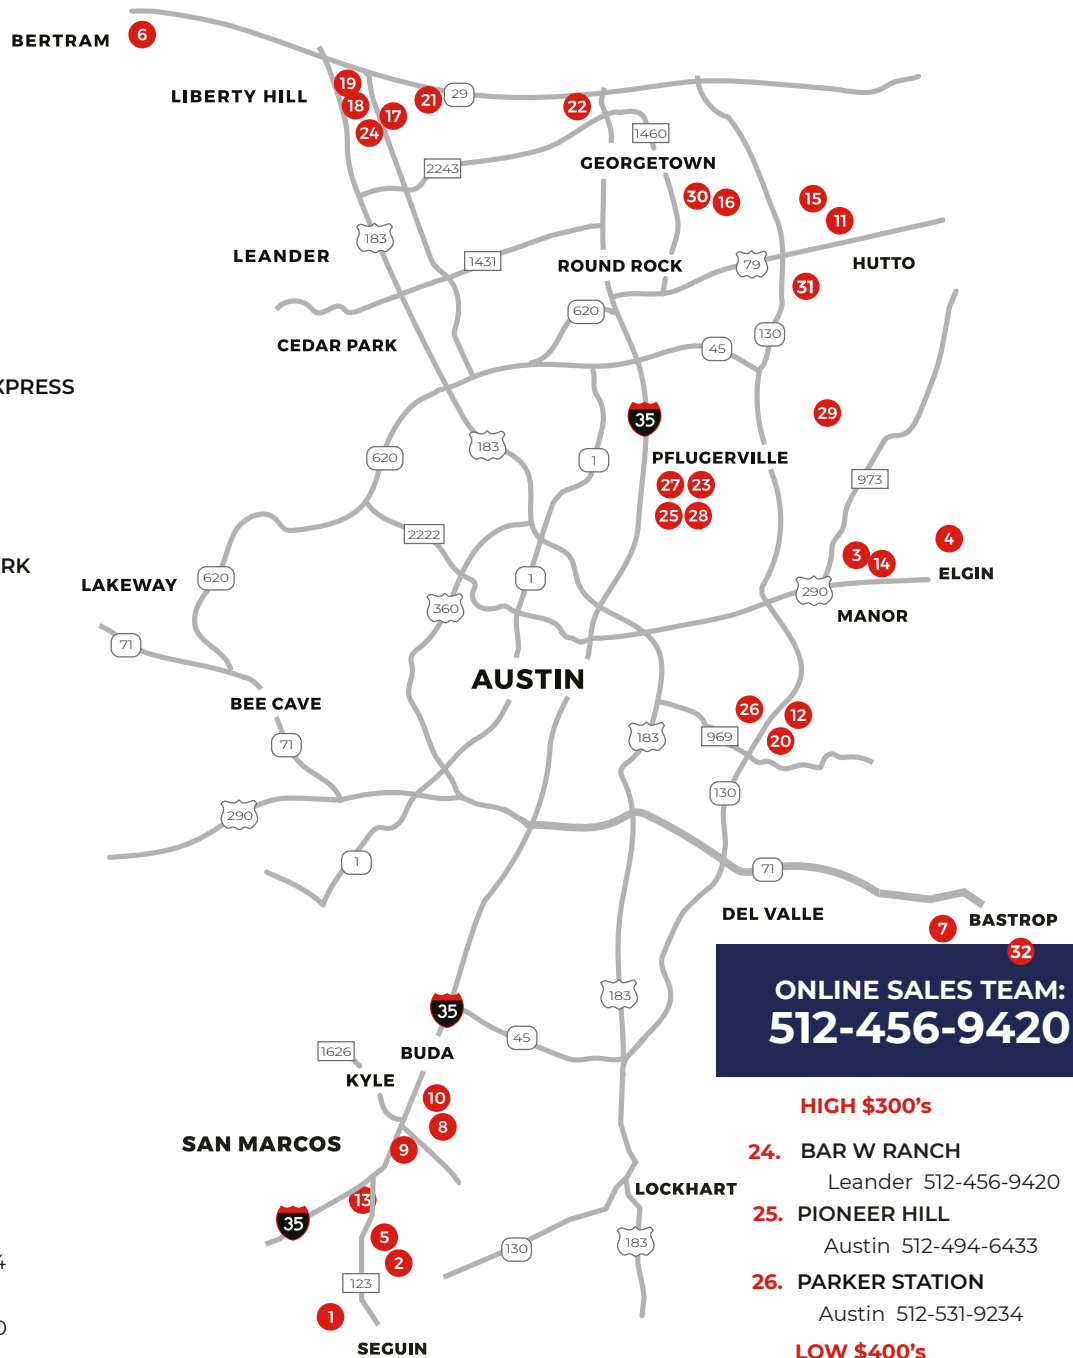 BERTRAM
6
LIBERTY HILL
19
18
17
24
21
29
22
1460
2243
GEORGETOWN
30
16
15
11
183
LEANDER
1431
ROUND ROCK
79
HUTTO
31
620
130
CEDAR PARK
45
XPRESS
35
29
183
620
1
PFLUGERVILLE
27
23
25
28
973
2222
4
3
14
RK
LAKEWAY
620
1
290
ELGIN
360
MANOR
71
AUSTIN
BEE CAVE
26
12
20
183
969
71
130
290
1
71
DEL VALLE
7
BASTROP
32
ONLINE SALES TEAM:
512-456-9420
183
35
45
1626
BUDA
KYLE
10
8
SAN MARCOS
9
13
35
5
2
123
1
SEGUIN
LOCKHART
130
183
4
0
HIGH $300's
24. BAR W RANCH
Leander 512-456-9420
25. PIONEER HILL
Austin 512-494-6433
26. PARKER STATION
Austin 512-531-9234
LOW $400's